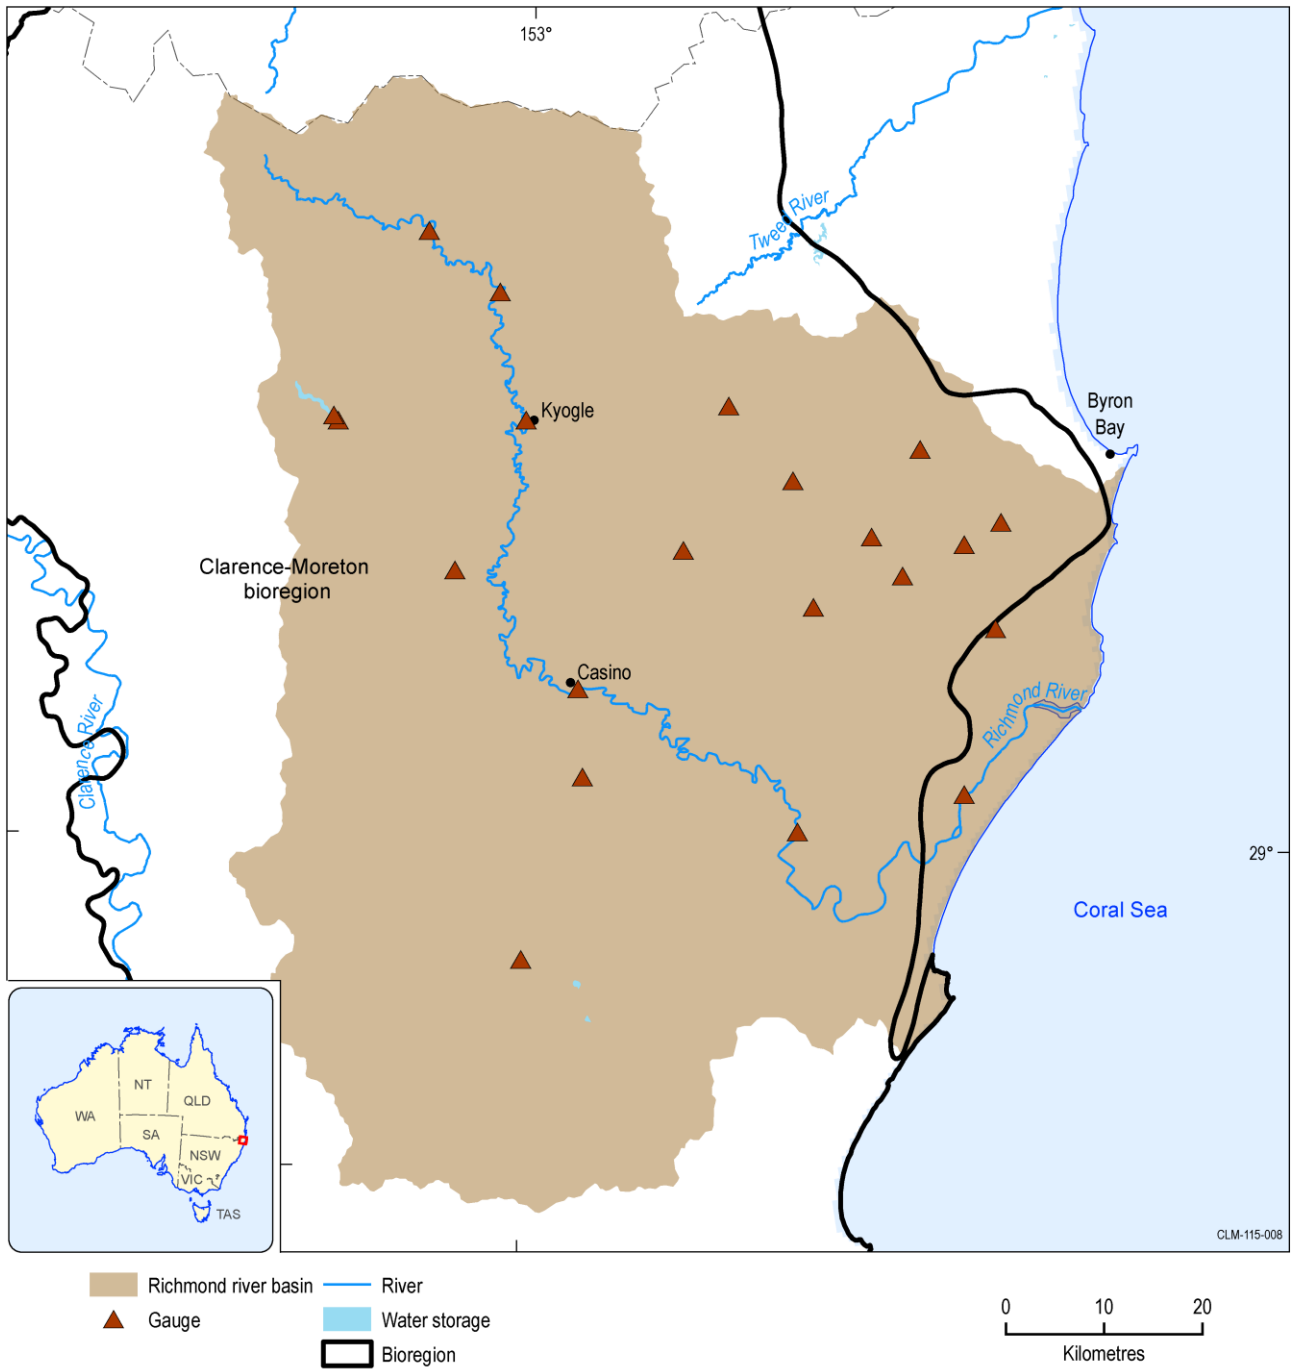 153°
Tweed River
Byron
Bay
Kyogle
Clarence-Moreton
bioregion
Casino
Richmond River
Clarence River
29°
Coral Sea
NT
QLD
WA
SA
NSW
VIC
TAS
CLM-115-008
Richmond river basin
River
Gauge
Water storage
Bioregion
0 10 20
Kilometres